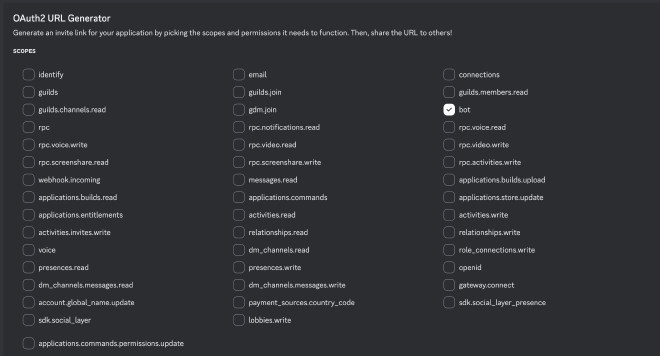 OAuth2 URL Generator
Generate an invite link for your application by picking the scopes and permissions it needs to function. Then, share the URL to others!
SCOPES
identify email connections
guilds guilds.join guilds.members.read
guilds.channels.read gdm.join bot
rpc rpc.notifications.read rpc.voice.read
rpc.voice.write rpc.video.read rpc.video.write
rpc.screenshare.read rpc.screenshare.write rpc.activities.write
webhook.incoming messages.read applications.builds.upload
applications.builds.read applications.commands applications.store.update
applications.entitlements activities.read activities.write
activities.invites.write relationships.read relationships.write
voice dm_channels.read role_connections.write
presences.read presences.write openid
dm_channels.messages.read dm_channels.messages.write gateway.connect
account.global_name.update payment_sources.country_code sdk.social_layer_presence
sdk.social_layer lobbies.write
applications.commands.permissions.update